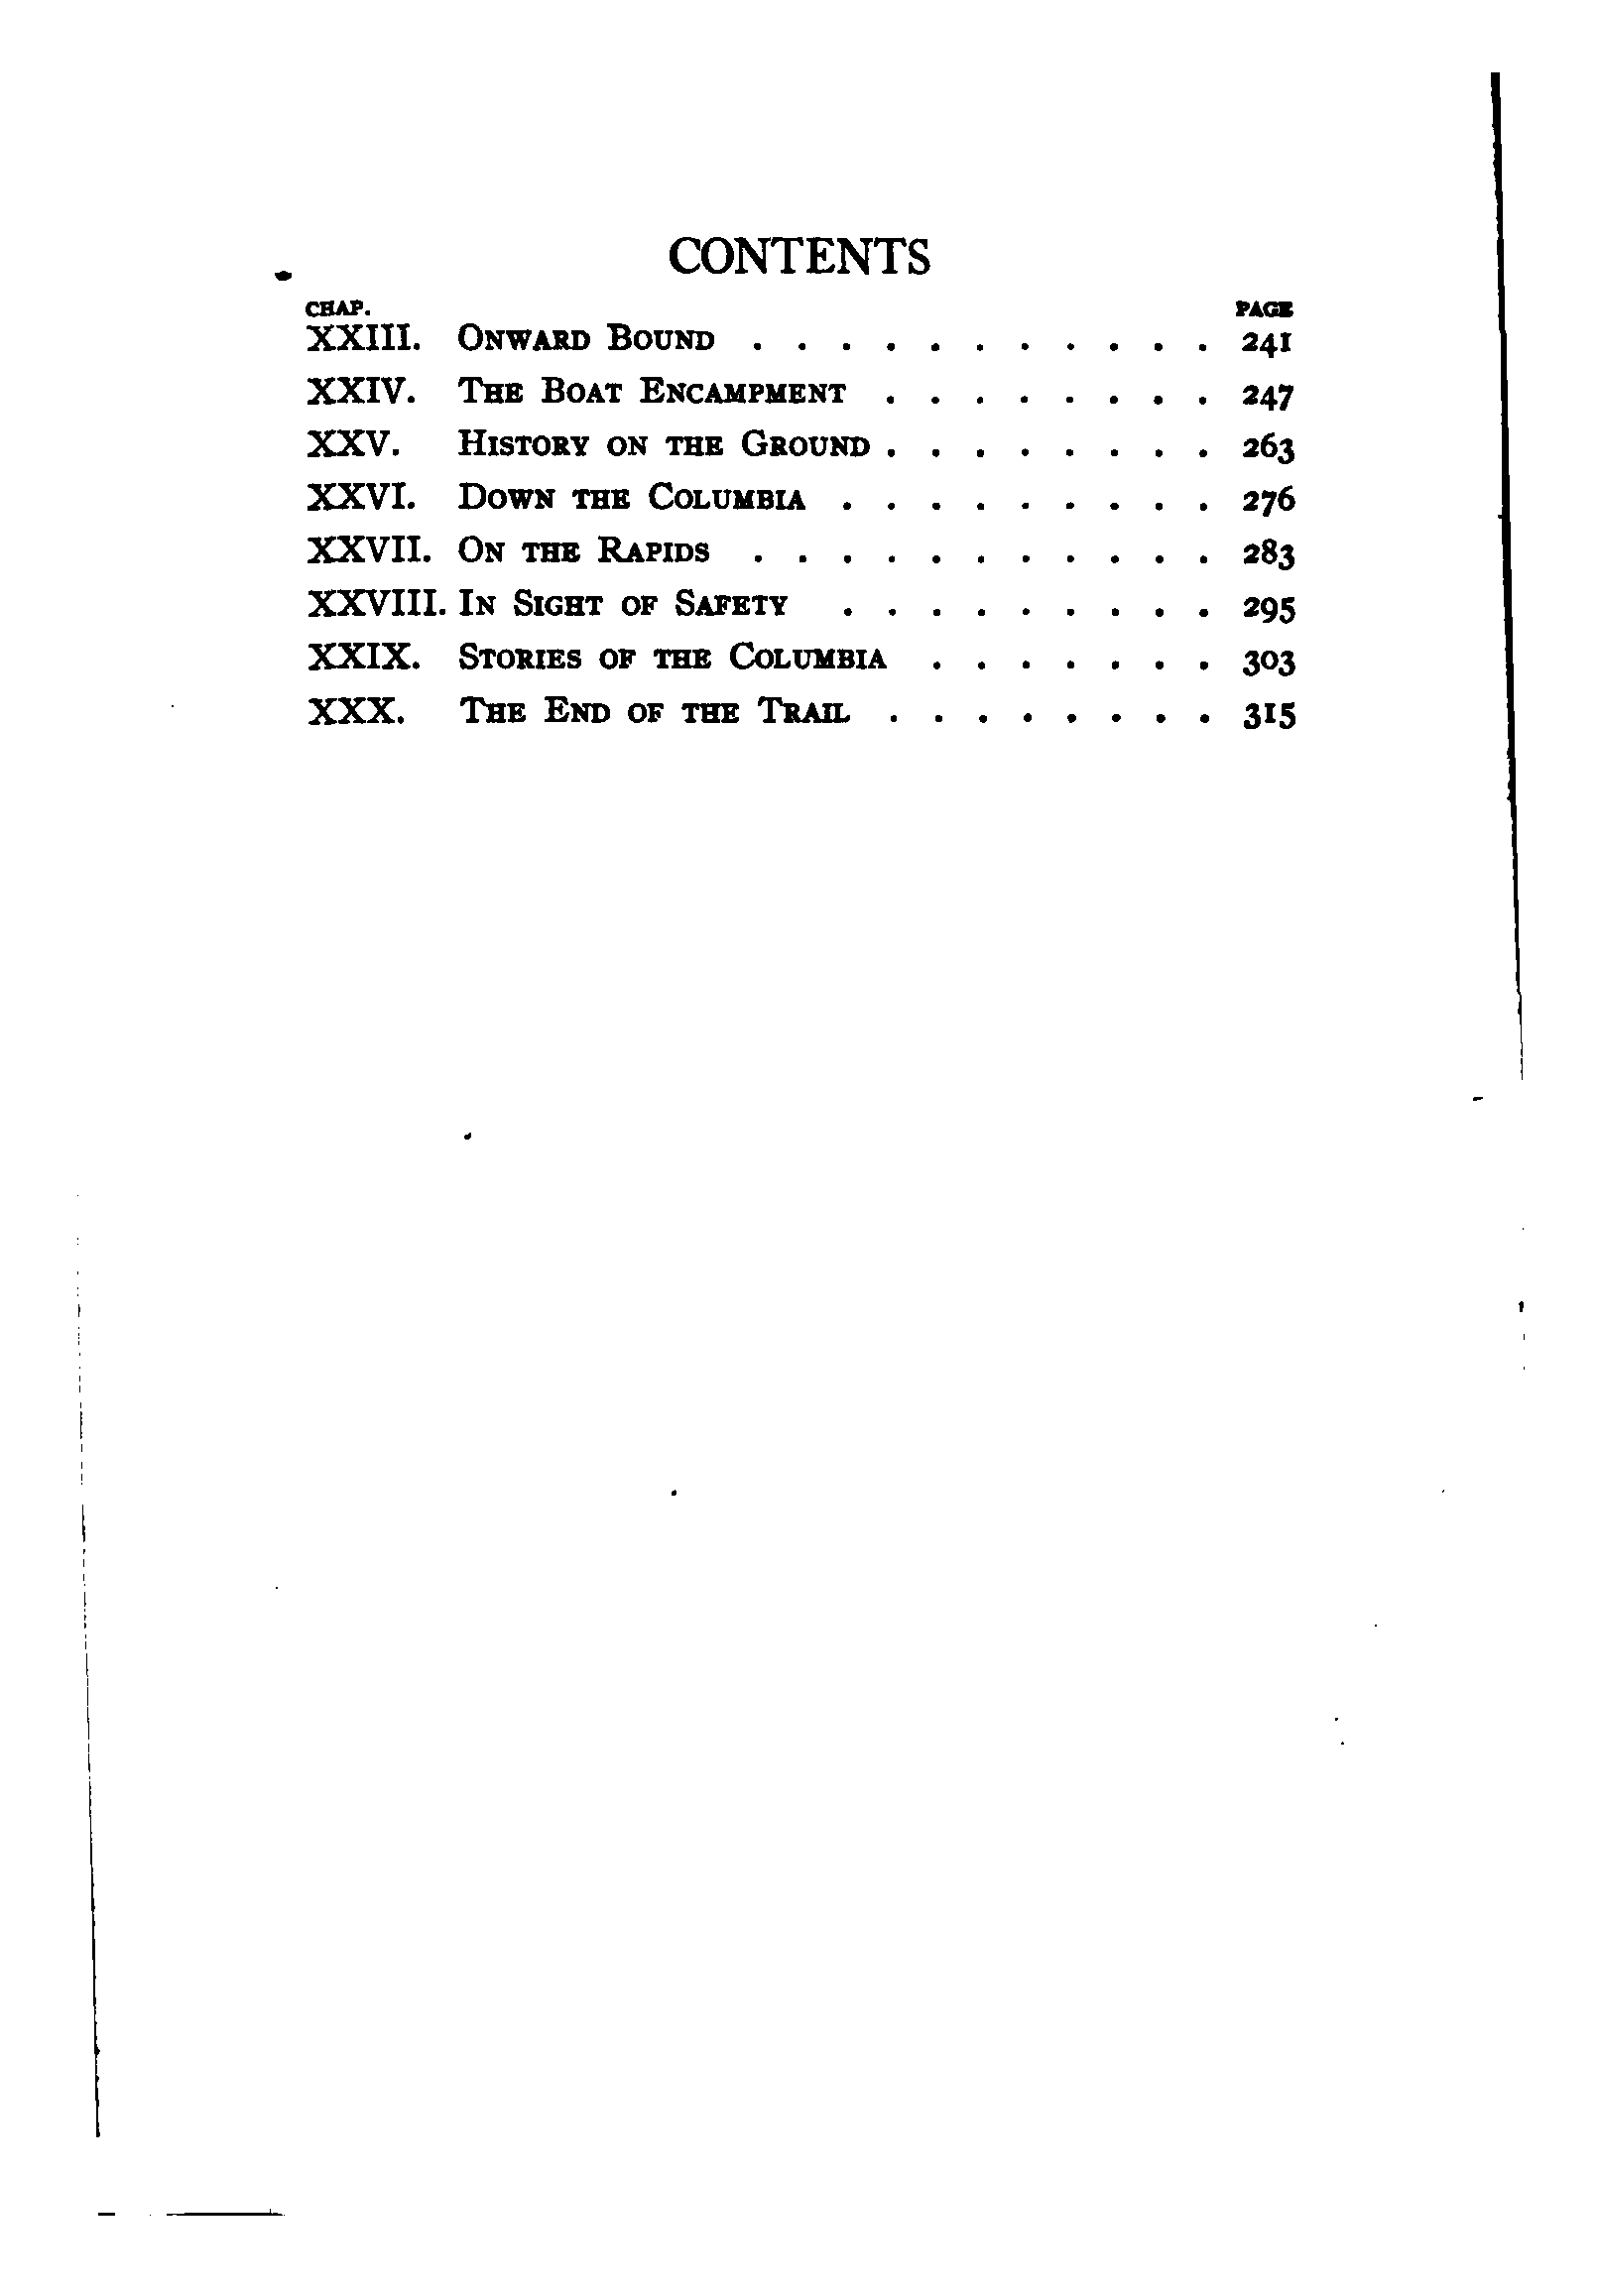 CONTENTS
CHAP. PAGE
XXIII. ONWARD BOUND . . . . . . . . . . . 241
XXIV. THE BOAT ENCAMPMENT . . . . . . . . 247
XXV. HISTORY ON THE GROUND . . . . . . . . 263
XXVI. DOWN THE COLUMBIA . . . . . . . . . 276
XXVII. ON THE RAPIDS . . . . . . . . . . . 283
XXVIII. IN SIGHT OF SAFETY . . . . . . . . . 295
XXIX. STORIES OF THE COLUMBIA . . . . . . . 303
XXX. THE END OF THE TRAIL . . . . . . . . 315